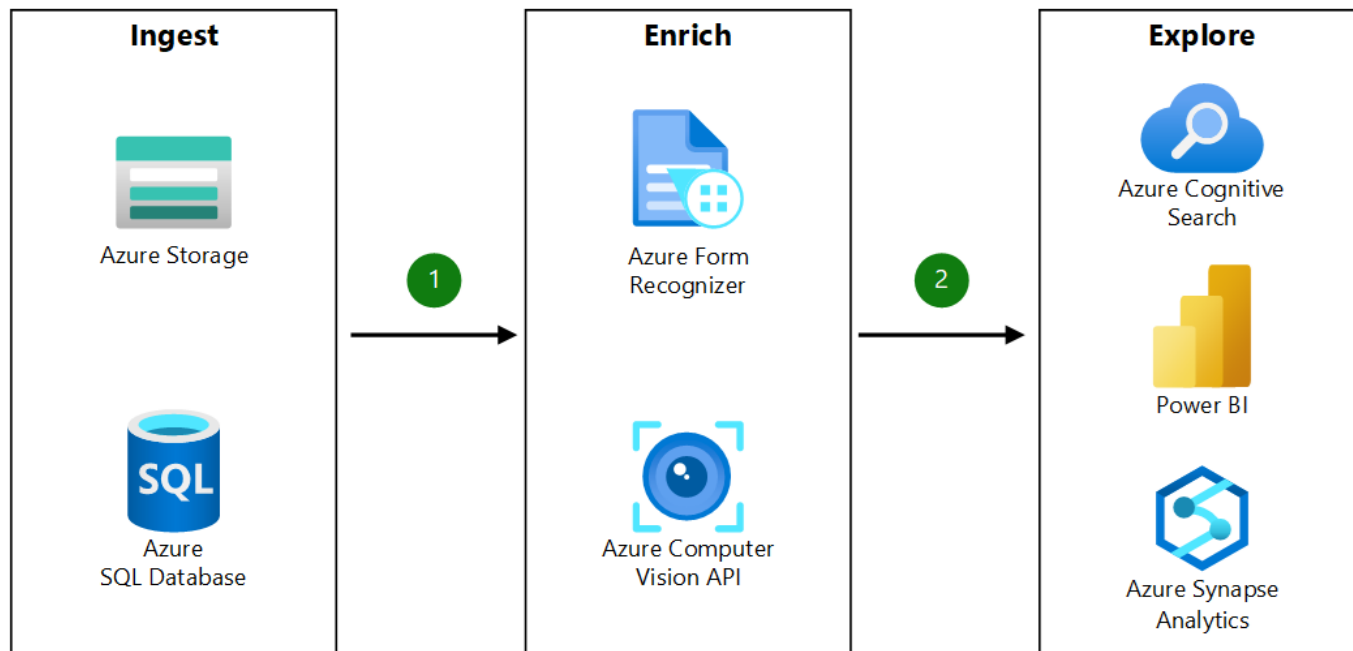 Ingest
Azure Storage
SQL
Azure
SQL Database
1
Enrich
Azure Form
Recognizer
Azure Computer
Vision API
2
Explore
Azure Cognitive
Search
Power BI
Azure Synapse
Analytics